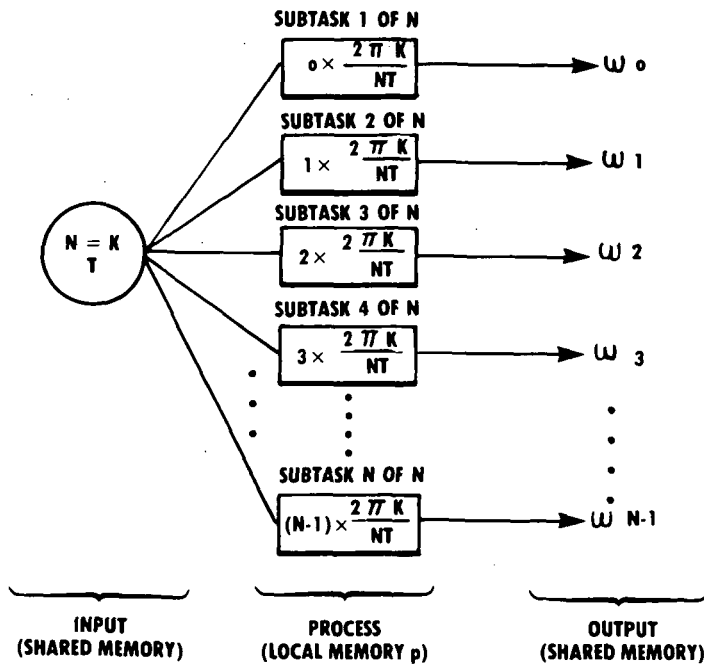 SUBTASK 1 OF N
0 × 2 π K
NT
ω 0
SUBTASK 2 OF N
1 × 2 π K
NT
ω 1
SUBTASK 3 OF N
N = K
T
2 × 2 π K
NT
ω 2
SUBTASK 4 OF N
3 × 2 π K
NT
ω 3
SUBTASK N OF N
(N-1) × 2 π K
NT
ω N-1
INPUT
(SHARED MEMORY)
PROCESS
(LOCAL MEMORY p)
OUTPUT
(SHARED MEMORY)